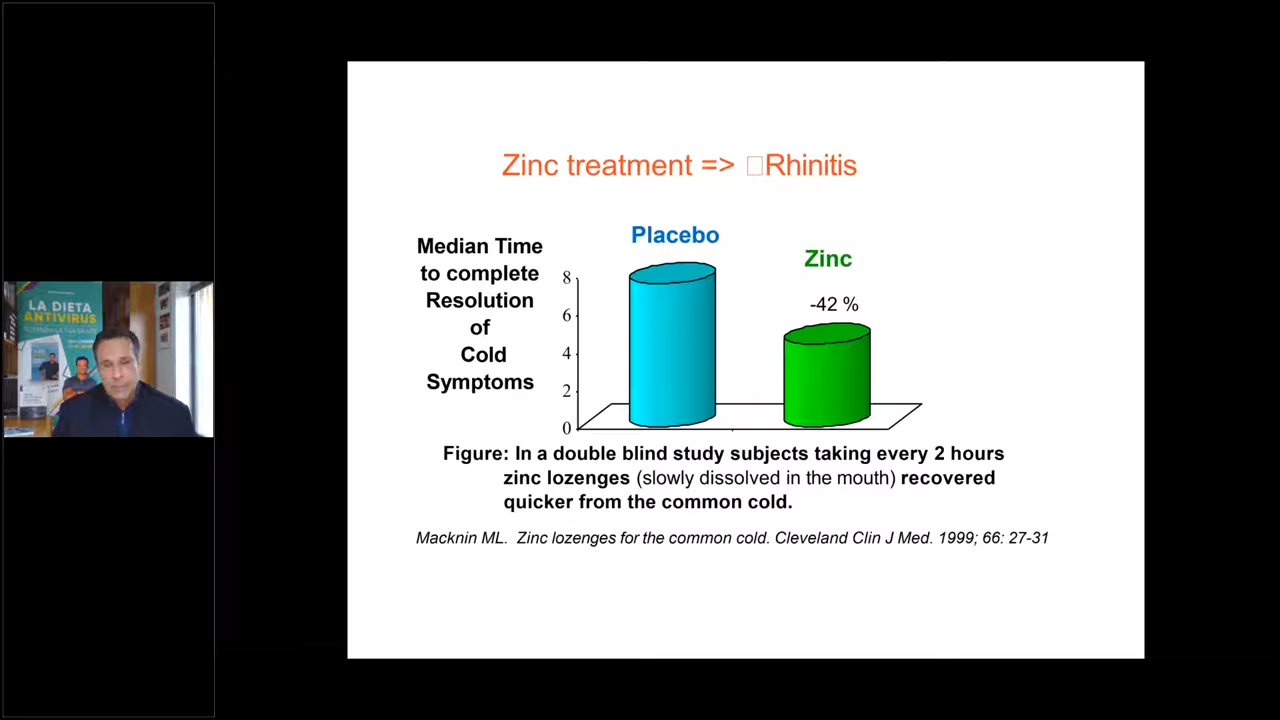 LA DIETA
ANTIVIRUS
Zinc treatment => □Rhinitis
Median Time
to complete
Resolution
of
Cold
Symptoms
Placebo
Zinc
-42 %
8
6
4
2
0
Figure: In a double blind study subjects taking every 2 hours
zinc lozenges (slowly dissolved in the mouth) recovered
quicker from the common cold.
Macknin ML. Zinc lozenges for the common cold. Cleveland Clin J Med. 1999; 66: 27-31